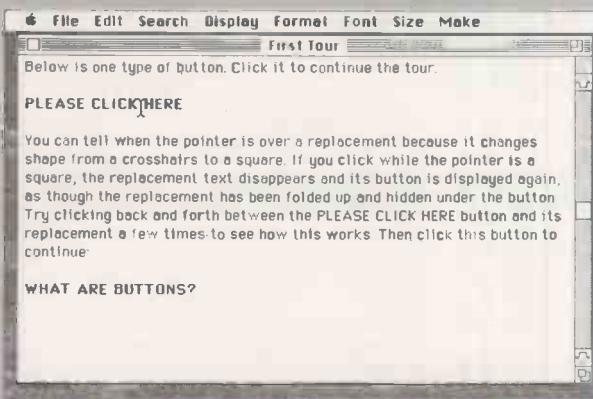 File Edit Search Display Format Font Size Make
First Tour
Below is one type of button. Click it to continue the tour.
PLEASE CLICK HERE
You can tell when the pointer is over a replacement because it changes
shape from a crosshairs to a square. If you click while the pointer is a
square, the replacement text disappears and its button is displayed again,
as though the replacement has been folded up and hidden under the button
Try clicking back and forth between the PLEASE CLICK HERE button and its
replacement a few times to see how this works Then click this button to
continue:
WHAT ARE BUTTONS?